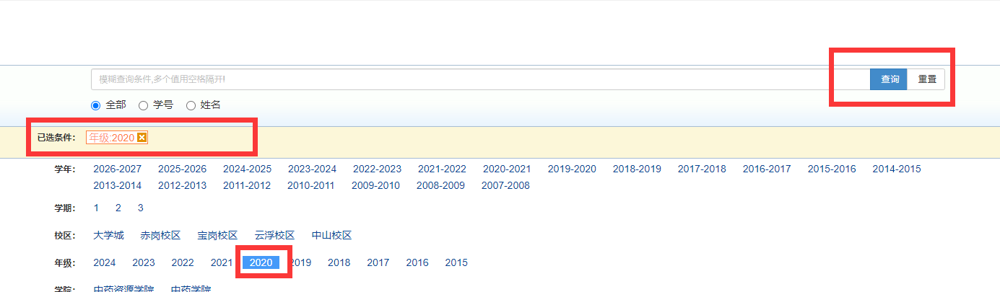 模糊查询条件,多个值用空格隔开! 查询 重置
全部 学号 姓名
已选条件： 年级:2020
学年： 2026-2027 2025-2026 2024-2025 2023-2024 2022-2023 2021-2022 2020-2021 2019-2020 2018-2019 2017-2018 2016-2017 2015-2016 2014-2015
2013-2014 2012-2013 2011-2012 2010-2011 2009-2010 2008-2009 2007-2008
学期： 1 2 3
校区： 大学城 赤岗校区 宝岗校区 云浮校区 中山校区
年级： 2024 2023 2022 2021 2020 2019 2018 2017 2016 2015
学院： 中药资源学院 中药学院